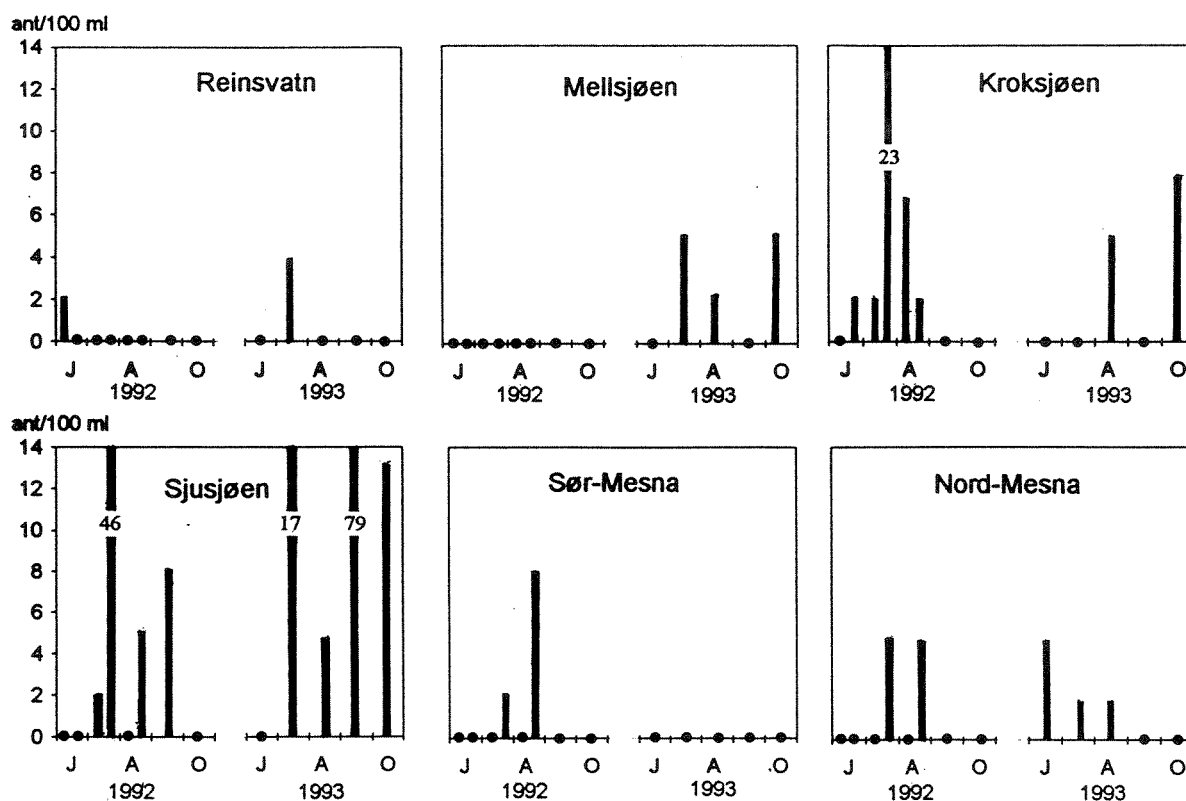 ant/100 ml
14 Reinsvatn Mellsjøen Kroksjøen
12
10
8 23
6
4
2
0
J A O J A O J A O J A O J A O J A O
1992 1993 1992 1993 1992 1993
ant/100 ml
14 Sjusjøen Sør-Mesna Nord-Mesna
12
10 46 17 79
8
6
4
2
0
J A O J A O J A O J A O J A O J A O
1992 1993 1992 1993 1992 1993